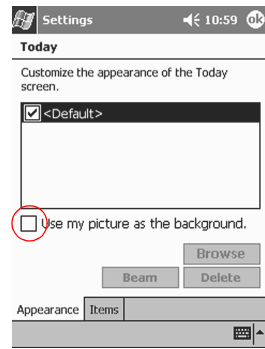 Settings 10:59 ok
Today
Customize the appearance of the Today
screen.
<Default>
Use my picture as the background.
Browse
Beam Delete
Appearance Items